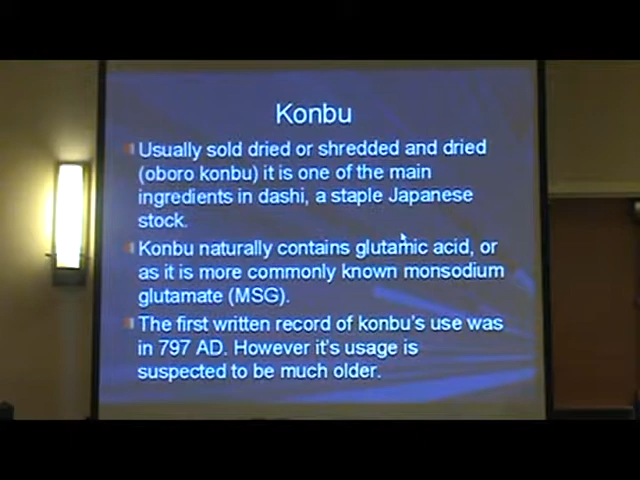 Konbu
Usually sold dried or shredded and dried
(oboro konbu) it is one of the main
ingredients in dashi, a staple Japanese
stock.
Konbu naturally contains glutamic acid, or
as it is more commonly known monsodium
glutamate (MSG).
The first written record of konbu's use was
in 797 AD. However it's usage is
suspected to be much older.